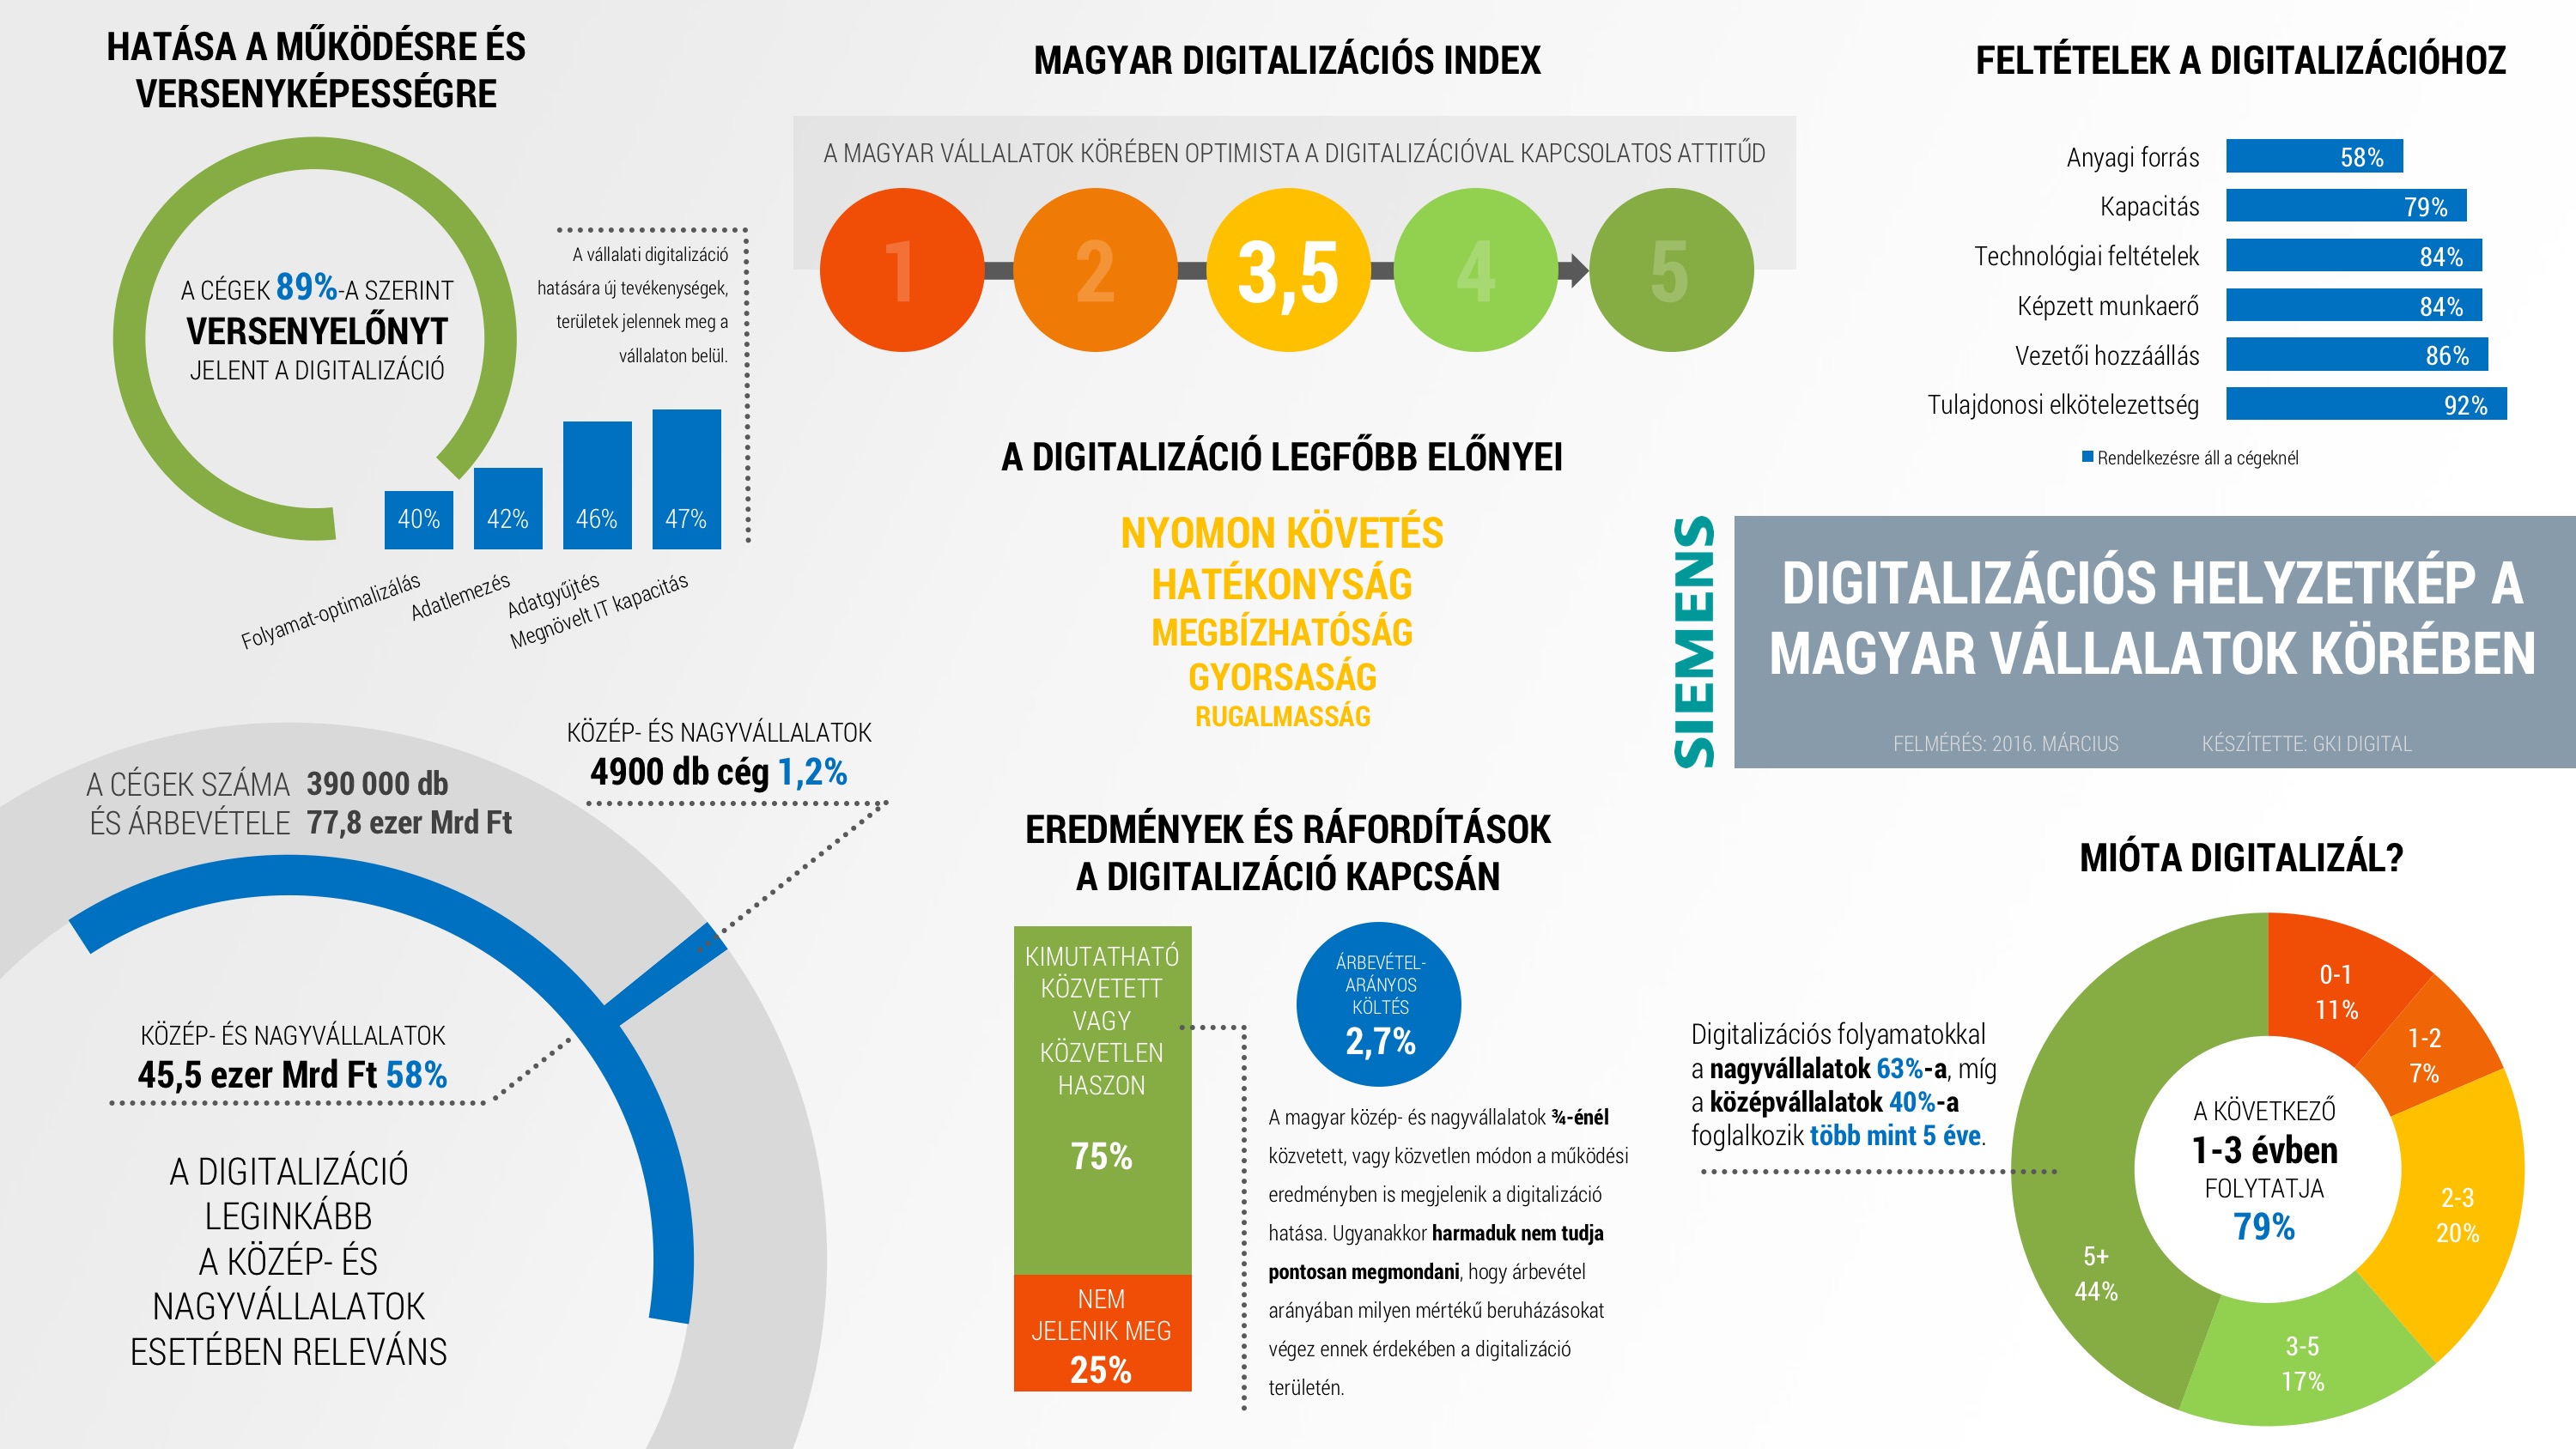 HATÁSA A MŰKÖDÉSRE ÉS
VERSENYKÉPESSÉGRE
A CÉGEK 89%-A SZERINT
VERSENYELŐNYT
JELENT A DIGITALIZÁCIÓ
A vállalati digitalizáció
hatására új tevékenységek,
területek jelennek meg a
vállalaton belül.
40%
42%
46%
47%
Folyamat-optimalizálás
Adatlemezés
Adatgyűjtés
Megnövelt IT kapacitás
A CÉGEK SZÁMA 390 000 db
ÉS ÁRBEVÉTELE 77,8 ezer Mrd Ft
KÖZÉP- ÉS NAGYVÁLLALATOK
4900 db cég 1,2%
KÖZÉP- ÉS NAGYVÁLLALATOK
45,5 ezer Mrd Ft 58%
A DIGITALIZÁCIÓ
LEGINKÁBB
A KÖZÉP- ÉS
NAGYVÁLLALATOK
ESETÉBEN RELEVÁNS
MAGYAR DIGITALIZÁCIÓS INDEX
A MAGYAR VÁLLALATOK KÖRÉBEN OPTIMISTA A DIGITALIZÁCIÓVAL KAPCSOLATOS ATTITŰD
1
2
3,5
4
5
A DIGITALIZÁCIÓ LEGFŐBB ELŐNYEI
NYOMON KÖVETÉS
HATÉKONYSÁG
MEGBÍZHATÓSÁG
GYORSASÁG
RUGALMASSÁG
EREDMÉNYEK ÉS RÁFORDÍTÁSOK
A DIGITALIZÁCIÓ KAPCSÁN
KIMUTATHATÓ
KÖZVETETT
VAGY
KÖZVETLEN
HASZON
75%
NEM
JELENIK MEG
25%
ÁRBEVÉTEL-
ARÁNYOS
KÖLTÉS
2,7%
A magyar közép- és nagyvállalatok ¾-énél
közvetett, vagy közvetlen módon a működési
eredményben is megjelenik a digitalizáció
hatása. Ugyanakkor harmaduk nem tudja
pontosan megmondani, hogy árbevétel
arányában milyen mértékű beruházásokat
végez ennek érdekében a digitalizáció
területén.
FELTÉTELEK A DIGITALIZÁCIÓHOZ
Anyagi forrás 58%
Kapacitás 79%
Technológiai feltételek 84%
Képzett munkaerő 84%
Vezetői hozzáállás 86%
Tulajdonosi elkötelezettség 92%
Rendelkezésre áll a cégeknél
SIEMENS
DIGITALIZÁCIÓS HELYZETKÉP A
MAGYAR VÁLLALATOK KÖRÉBEN
FELMÉRÉS: 2016. MÁRCIUS KÉSZÍTETTE: GKI DIGITAL
MIÓTA DIGITALIZÁL?
Digitalizációs folyamatokkal
a nagyvállalatok 63%-a, míg
a középvállalatok 40%-a
foglalkozik több mint 5 éve.
0-1
11%
1-2
7%
2-3
20%
3-5
17%
5+
44%
A KÖVETKEZŐ
1-3 évben
FOLYTATJA
79%